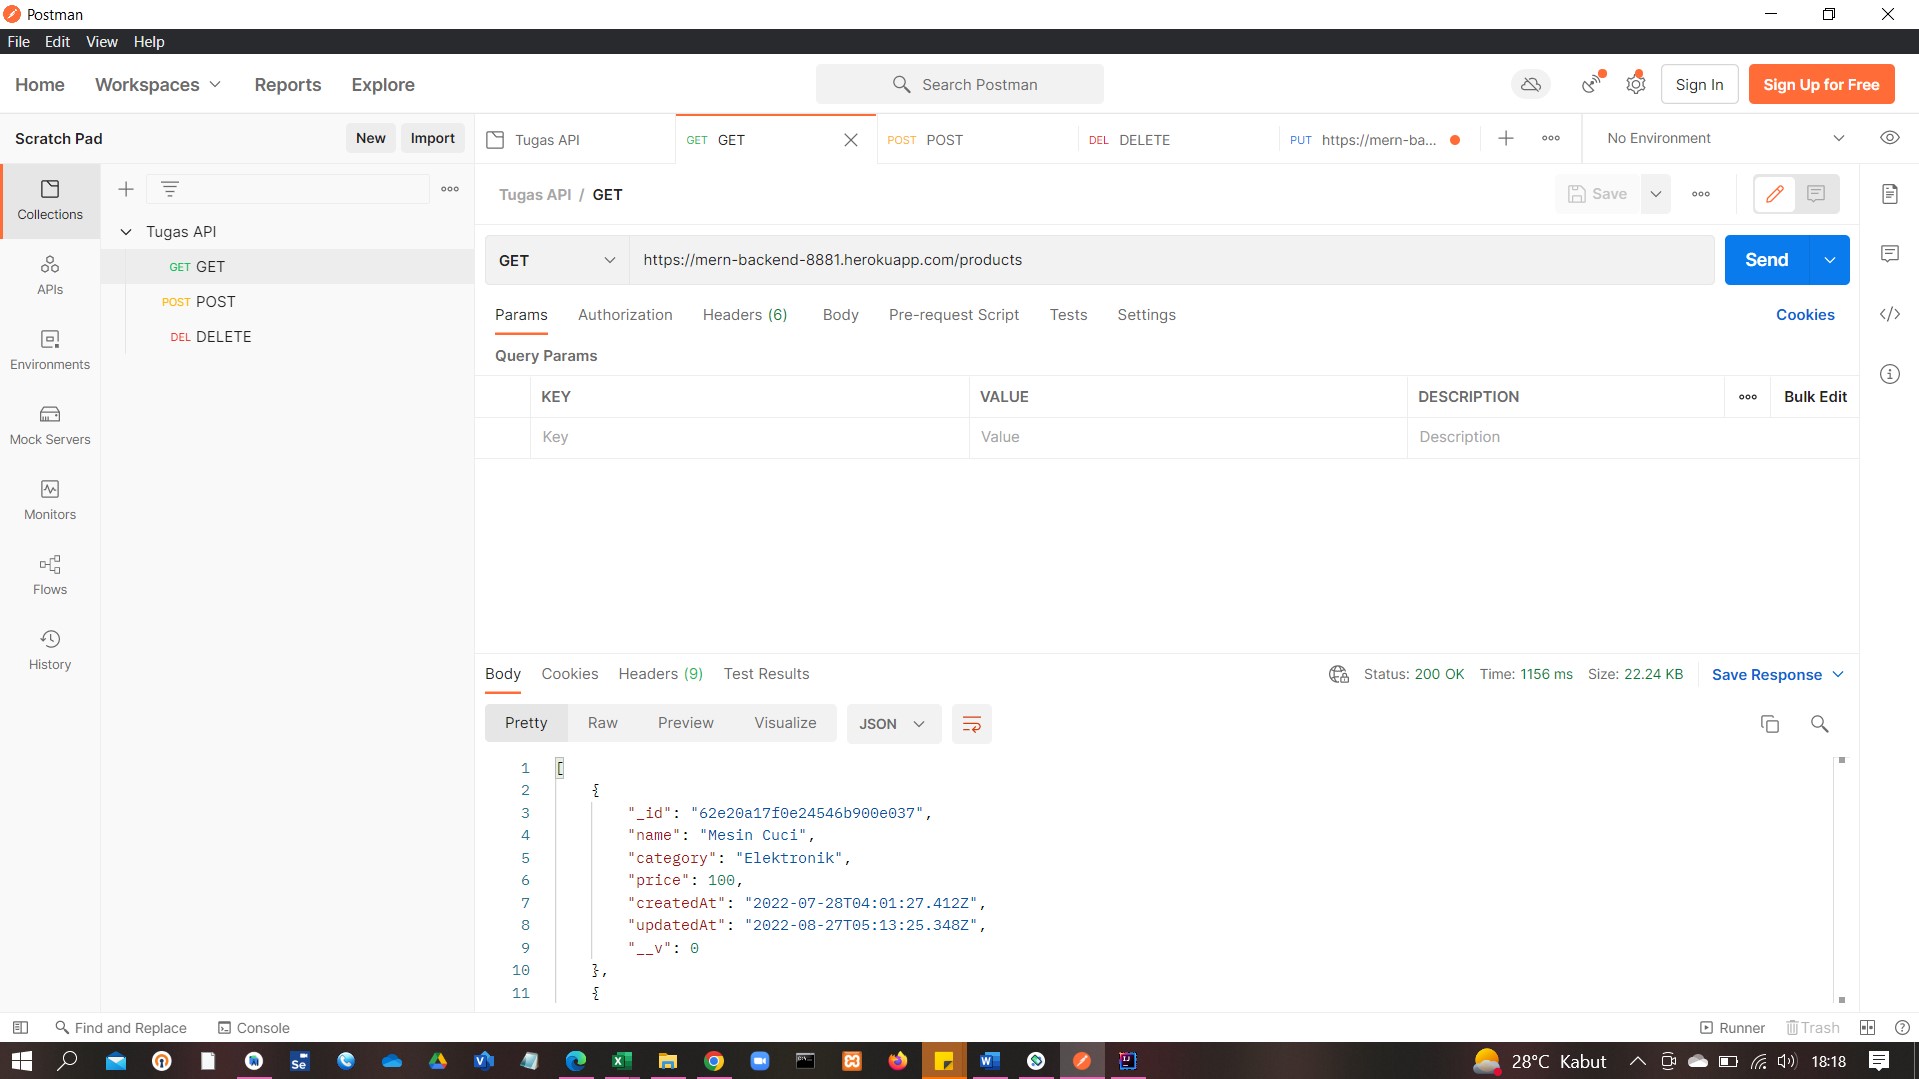 Postman
File Edit View Help
Home Workspaces Reports Explore Search Postman Sign In Sign Up for Free
Scratch Pad New Import Tugas API GET GET POST POST DEL DELETE PUT https://mern-ba... No Environment
Tugas API / GET Save
Collections
APIs
Environments
Mock Servers
Monitors
Flows
History
Tugas API
GET GET
POST POST
DEL DELETE
GET https://mern-backend-8881.herokuapp.com/products Send
Params Authorization Headers (6) Body Pre-request Script Tests Settings Cookies
Query Params
KEY VALUE DESCRIPTION Bulk Edit
Key Value Description
Body Cookies Headers (9) Test Results Status: 200 OK Time: 1156 ms Size: 22.24 KB Save Response
Pretty Raw Preview Visualize JSON
1 [
2 {
3 "_id": "62e20a17f0e24546b900e037",
4 "name": "Mesin Cuci",
5 "category": "Elektronik",
6 "price": 100,
7 "createdAt": "2022-07-28T04:01:27.412Z",
8 "updatedAt": "2022-08-27T05:13:25.348Z",
9 "__v": 0
10 },
11 {
Find and Replace Console Runner Trash
Se 28°C Kabut 18:18